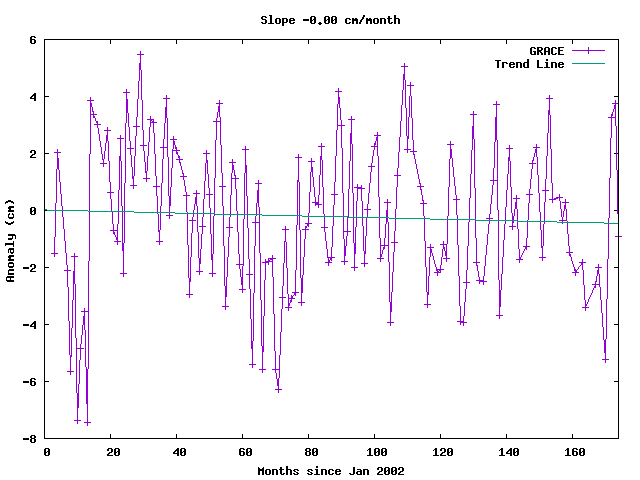 Slope -0.00 cm/month
GRACE
Trend Line
6
4
2
0
-2
-4
-6
-8
Anomaly (cm)
0 20 40 60 80 100 120 140 160
Months since Jan 2002